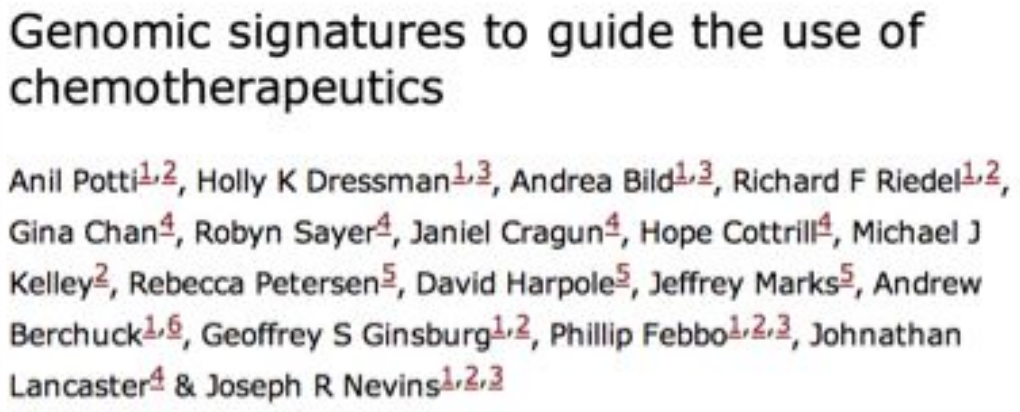 Genomic signatures to guide the use of
chemotherapeutics
Anil Potti1,2, Holly K Dressman1,3, Andrea Bild1,3, Richard F Riedel1,2,
Gina Chan4, Robyn Sayer4, Janiel Cragun4, Hope Cottrill4, Michael J
Kelley2, Rebecca Petersen5, David Harpole5, Jeffrey Marks5, Andrew
Berchuck1,6, Geoffrey S Ginsburg1,2, Phillip Febbo1,2,3, Johnathan
Lancaster4 & Joseph R Nevins1,2,3